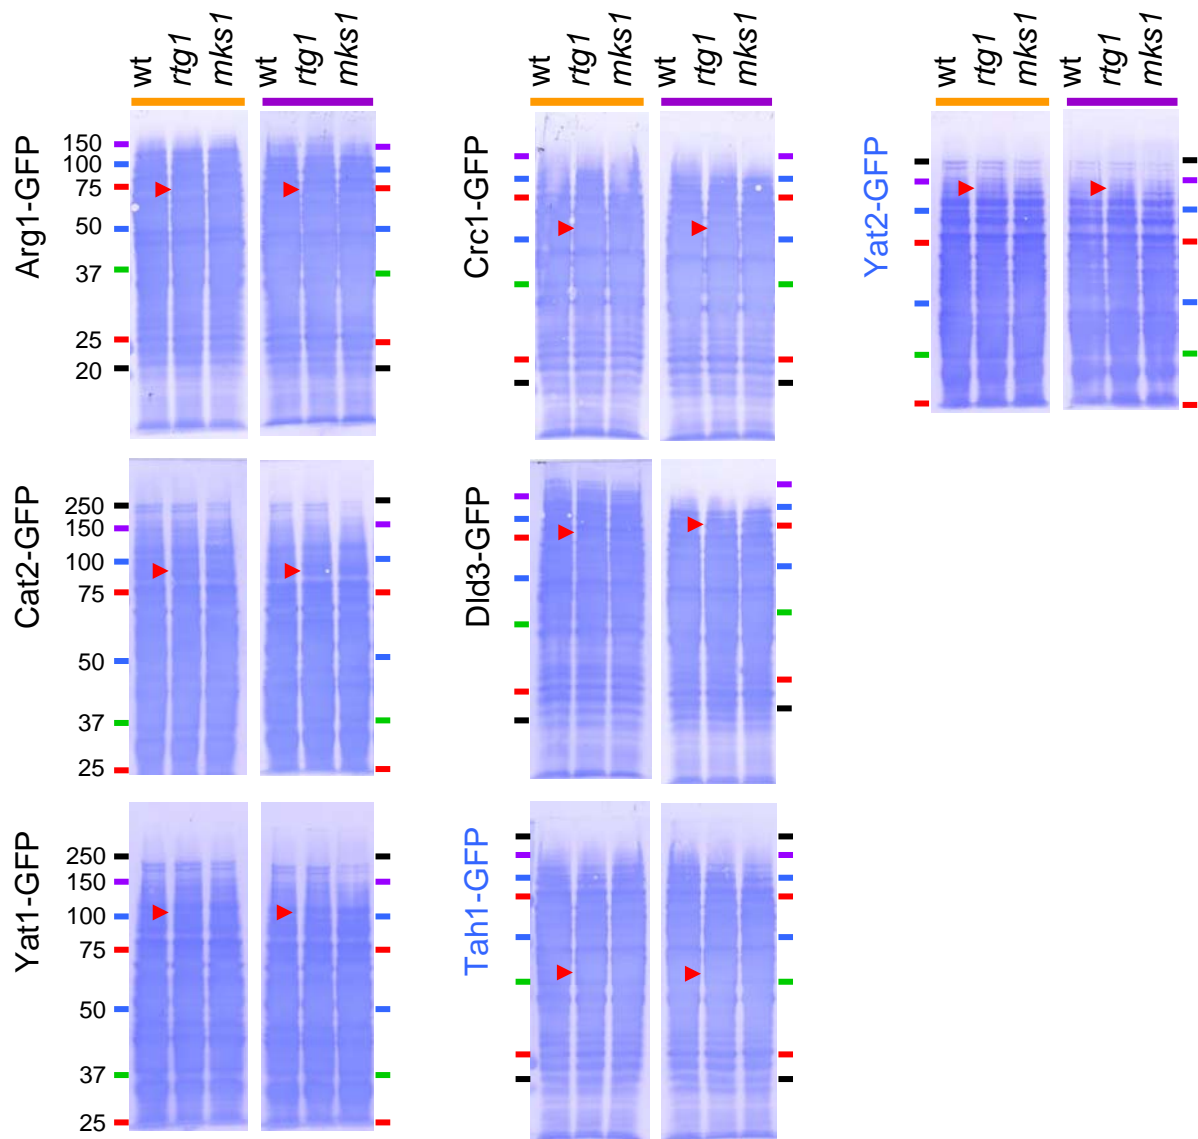 wt rtg1 mks1 wt rtg1 mks1
wt rtg1 mks1 wt rtg1 mks1
wt rtg1 mks1 wt rtg1 mks1
Arg1-GFP
150
100
75
50
37
25
20
Crc1-GFP
Yat2-GFP
Cat2-GFP
250
150
100
75
50
37
25
Dld3-GFP
Yat1-GFP
250
150
100
75
50
37
25
Tah1-GFP